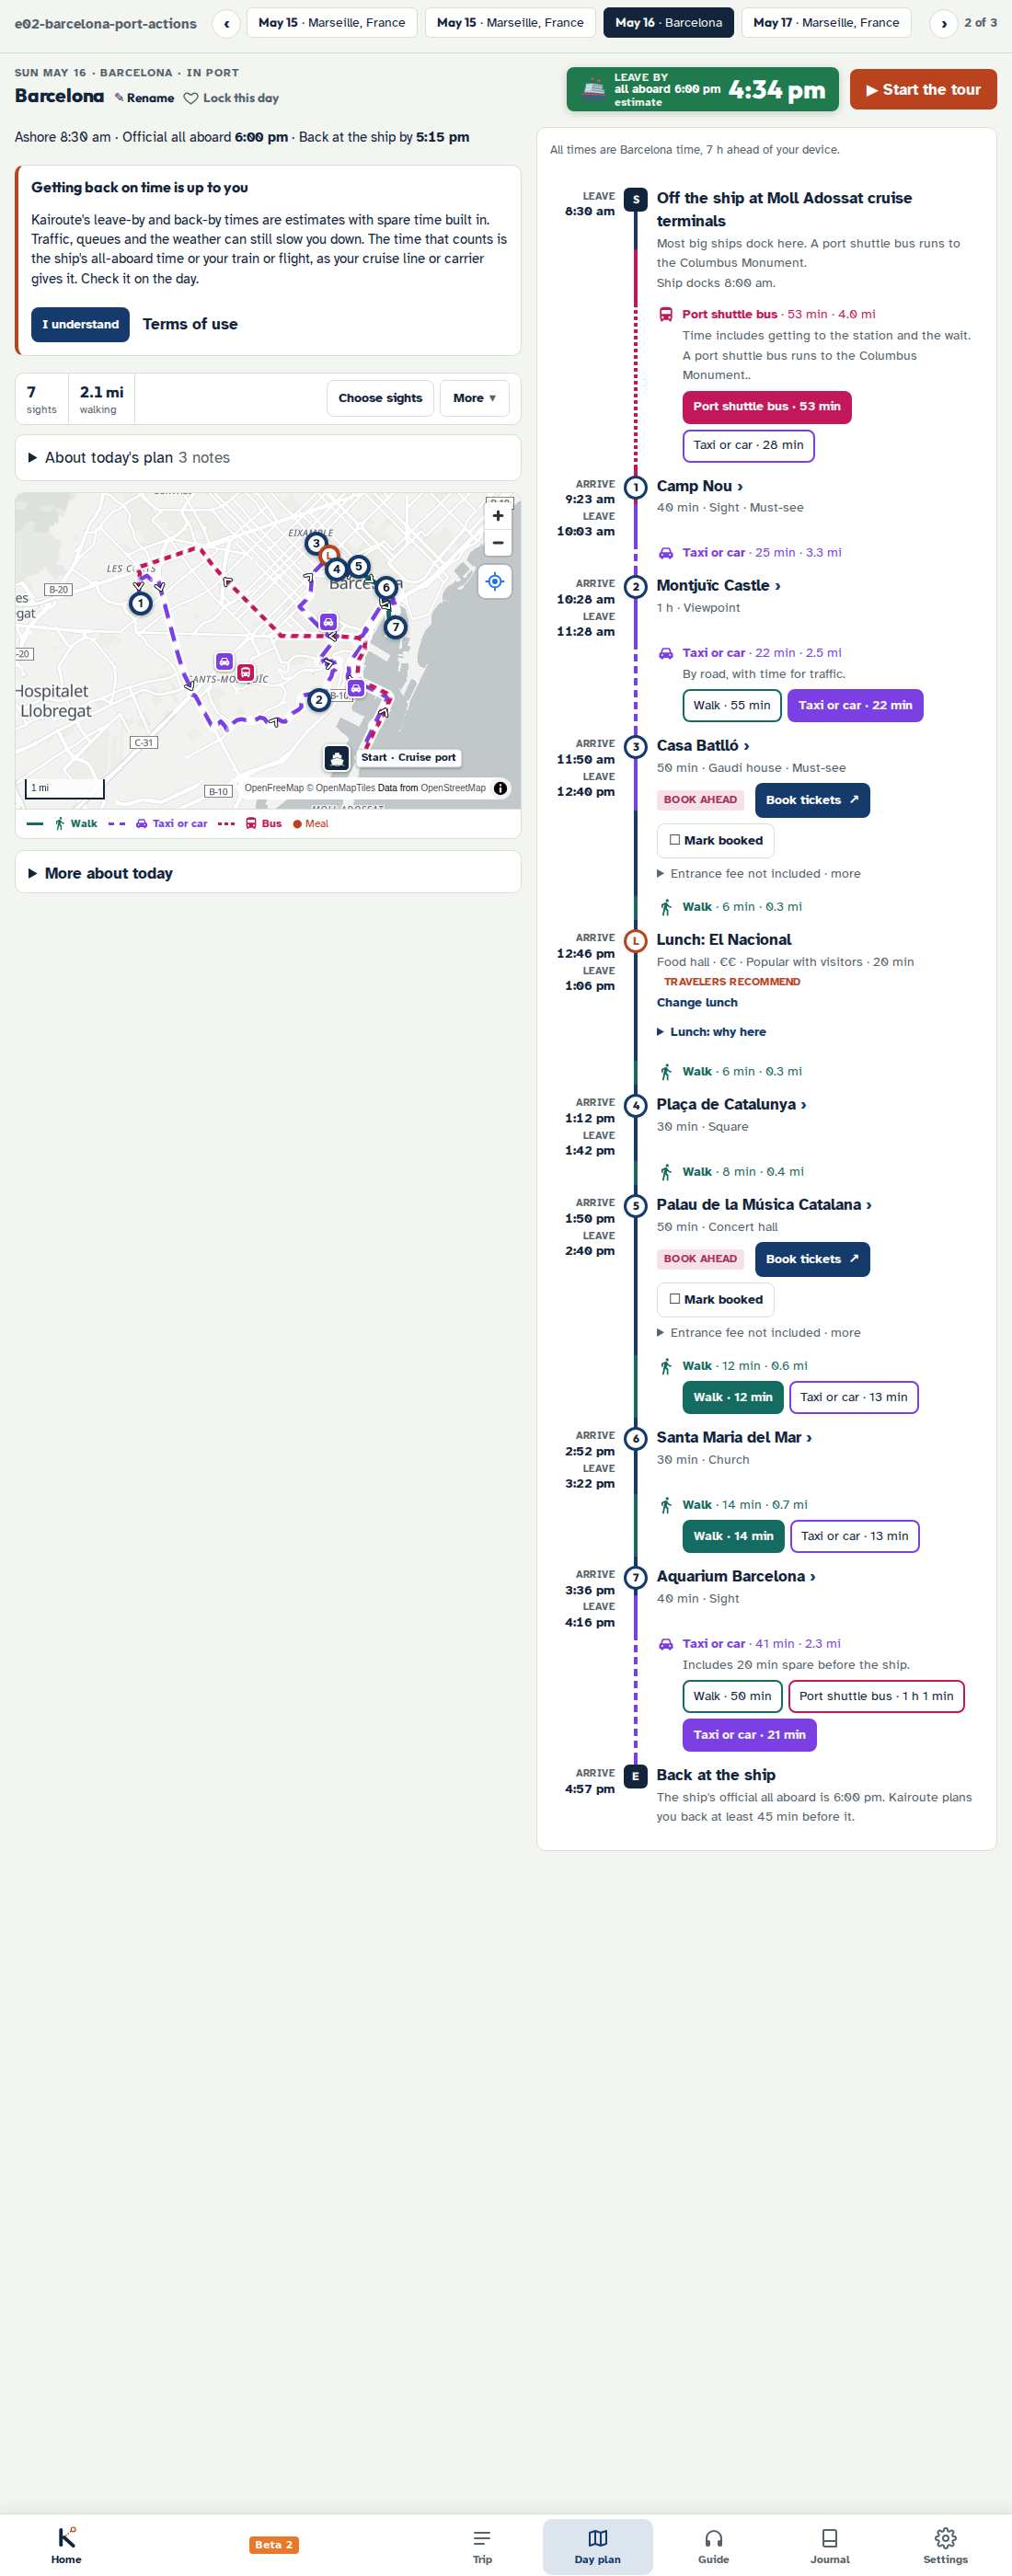 e02-barcelona-port-actions
‹
May 15 · Marseille, France
May 15 · Marseille, France
May 16 · Barcelona
May 17 · Marseille, France
›
2 of 3
SUN MAY 16 · BARCELONA · IN PORT
Barcelona
✎ Rename
Lock this day
LEAVE BY
all aboard 6:00 pm
estimate
4:34 pm
▶ Start the tour
Ashore 8:30 am · Official all aboard 6:00 pm · Back at the ship by 5:15 pm
Getting back on time is up to you
Kairoute's leave-by and back-by times are estimates with spare time built in.
Traffic, queues and the weather can still slow you down. The time that counts is
the ship's all-aboard time or your train or flight, as your cruise line or carrier
gives it. Check it on the day.
I understand
Terms of use
7
sights
2.1 mi
walking
Choose sights
More ▼
▶ About today's plan 3 notes
EIXAMPLE
B-20
C-31
B-10
Hospitalet
Llobregat
1
2
3
4
5
6
7
Start · Cruise port
1 mi
B-10
OpenFreeMap © OpenMapTiles Data from OpenStreetMap
+
−
Walk
Taxi or car
Bus
Meal
▶ More about today
All times are Barcelona time, 7 h ahead of your device.
LEAVE
8:30 am
S
Off the ship at Moll Adossat cruise
terminals
Most big ships dock here. A port shuttle bus runs to
the Columbus Monument.
Ship docks 8:00 am.
Port shuttle bus · 53 min · 4.0 mi
Time includes getting to the station and the wait.
A port shuttle bus runs to the Columbus
Monument..
Port shuttle bus · 53 min
Taxi or car · 28 min
ARRIVE
9:23 am
LEAVE
10:03 am
1
Camp Nou ›
40 min · Sight · Must-see
Taxi or car · 25 min · 3.3 mi
ARRIVE
10:28 am
LEAVE
11:28 am
2
Montjuïc Castle ›
1 h · Viewpoint
Taxi or car · 22 min · 2.5 mi
By road, with time for traffic.
Walk · 55 min
Taxi or car · 22 min
ARRIVE
11:50 am
LEAVE
12:40 pm
3
Casa Batlló ›
50 min · Gaudí house · Must-see
BOOK AHEAD
Book tickets ↗
☐ Mark booked
▶ Entrance fee not included · more
Walk · 6 min · 0.3 mi
ARRIVE
12:46 pm
LEAVE
1:06 pm
L
Lunch: El Nacional
Food hall · €€ · Popular with visitors · 20 min
TRAVELERS RECOMMEND
Change lunch
▶ Lunch: why here
Walk · 6 min · 0.3 mi
ARRIVE
1:12 pm
LEAVE
1:42 pm
4
Plaça de Catalunya ›
30 min · Square
Walk · 8 min · 0.4 mi
ARRIVE
1:50 pm
LEAVE
2:40 pm
5
Palau de la Música Catalana ›
50 min · Concert hall
BOOK AHEAD
Book tickets ↗
☐ Mark booked
▶ Entrance fee not included · more
Walk · 12 min · 0.6 mi
Walk · 12 min
Taxi or car · 13 min
ARRIVE
2:52 pm
LEAVE
3:22 pm
6
Santa Maria del Mar ›
30 min · Church
Walk · 14 min · 0.7 mi
Walk · 14 min
Taxi or car · 13 min
ARRIVE
3:36 pm
LEAVE
4:16 pm
7
Aquarium Barcelona ›
40 min · Sight
Taxi or car · 41 min · 2.3 mi
Includes 20 min spare before the ship.
Walk · 50 min
Port shuttle bus · 1 h 1 min
Taxi or car · 21 min
ARRIVE
4:57 pm
E
Back at the ship
The ship's official all aboard is 6:00 pm. Kairoute plans
you back at least 45 min before it.
Home
Beta 2
Trip
Day plan
Guide
Journal
Settings